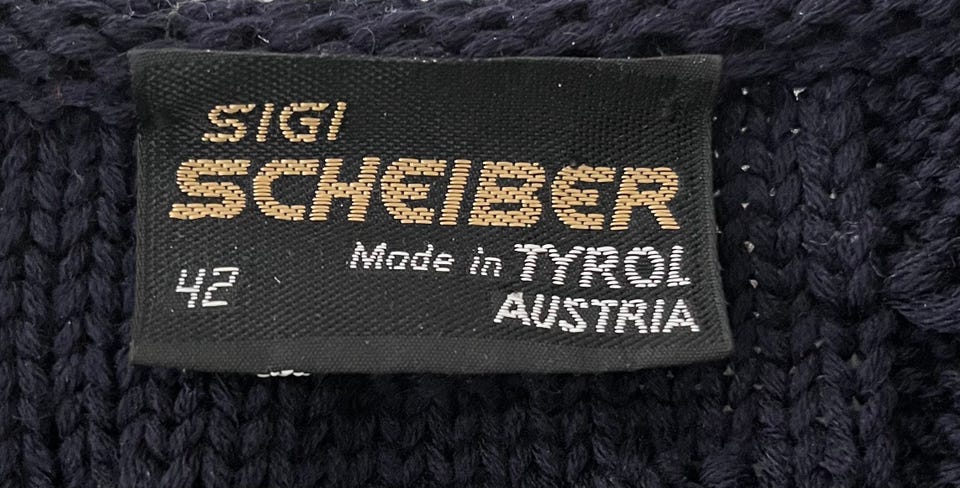 SIGI
SCHEIBER
Made in TYROL
42
AUSTRIA